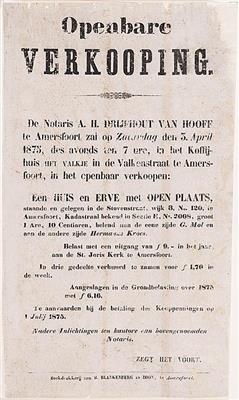 Openbare
VERKOOPING.
De Notaris A. H. DRIJFHOUT VAN HOOFF
te Amersfoort zal op Zaturdag den 3. April
1875, des avonds ten 7 ure, in het Koffij-
huis HET VALKJE in de Valkestraat te Amers-
foort, in het openbaar verkoopen:
Een HUIS en ERVE met OPEN PLAATS,
staande en gelegen in de Stovestraat, wijk B, No. 120, te
Amersfoort, Kadastraal bekend in Sectie E, No. 2008, groot
1 Are, 10 Centiaren, belend aan de eene zijde G. Mol en
aan de andere zijde Hermanus Kroes.
Belast met een uitgang van f 9.- in het jaar,
aan de St. Joris Kerk te Amersfoort.
In drie gedeelte verhuurd te zamen voor f 1,70 in
de week.
Aangeslagen in de Grondbelasting over 1875
met f 6,16.
Te aanvaarden bij de betaling der Kooppenningen op
1 Julij 1875.
Nadere Inlichtingen ten kantore van bovengenoemden
Notaris.
ZEGT HET VOORT.
Boekdrukkerij van G. BLANKENBERG en ZOON, te Amersfoort.